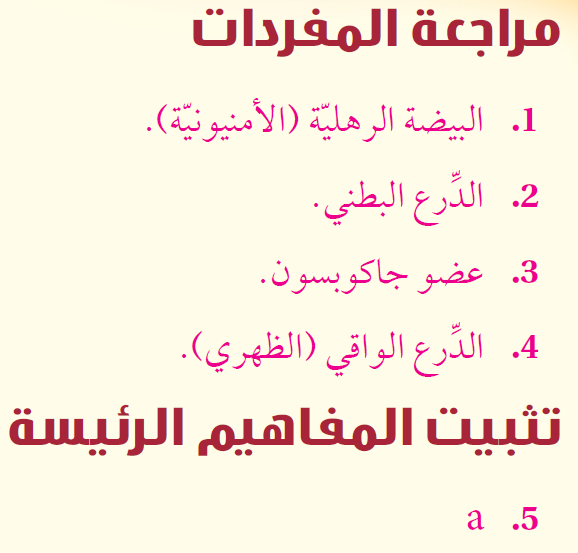 مراجعة المفردات
1. البيضة الرهليّة (الأمنيونيّة).
2. الدِّرع البطني.
3. عضو جاكوبسون.
4. الدِّرع الواقي (الظهري).
تثبيت المفاهيم الرئيسة
5. a